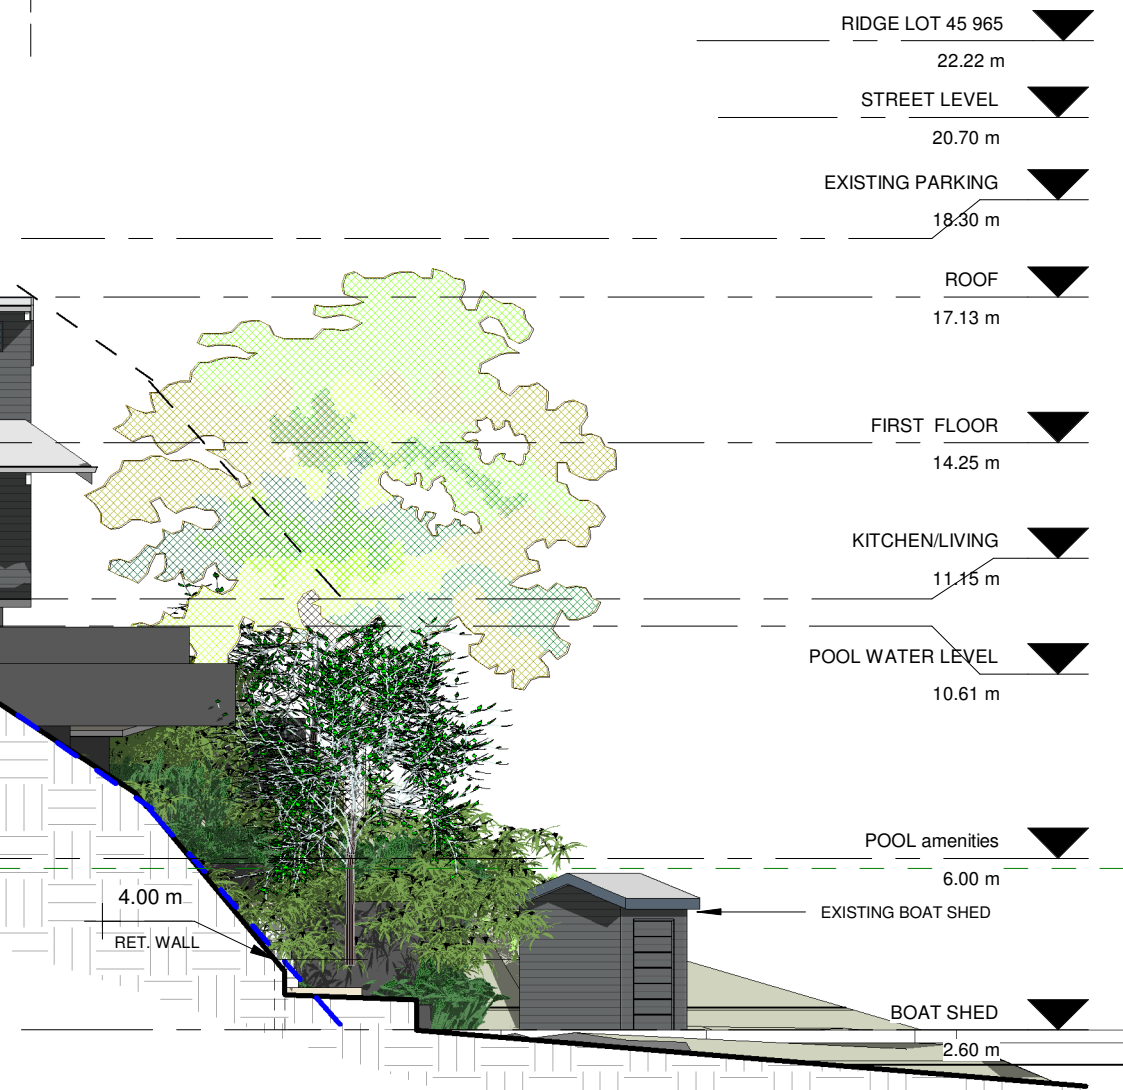 RIDGE LOT 45 965
22.22 m
STREET LEVEL
20.70 m
EXISTING PARKING
18.30 m
ROOF
17.13 m
FIRST FLOOR
14.25 m
KITCHEN/LIVING
11.15 m
POOL WATER LEVEL
10.61 m
POOL amenities
6.00 m
4.00 m
RET. WALL
EXISTING BOAT SHED
BOAT SHED
2.60 m